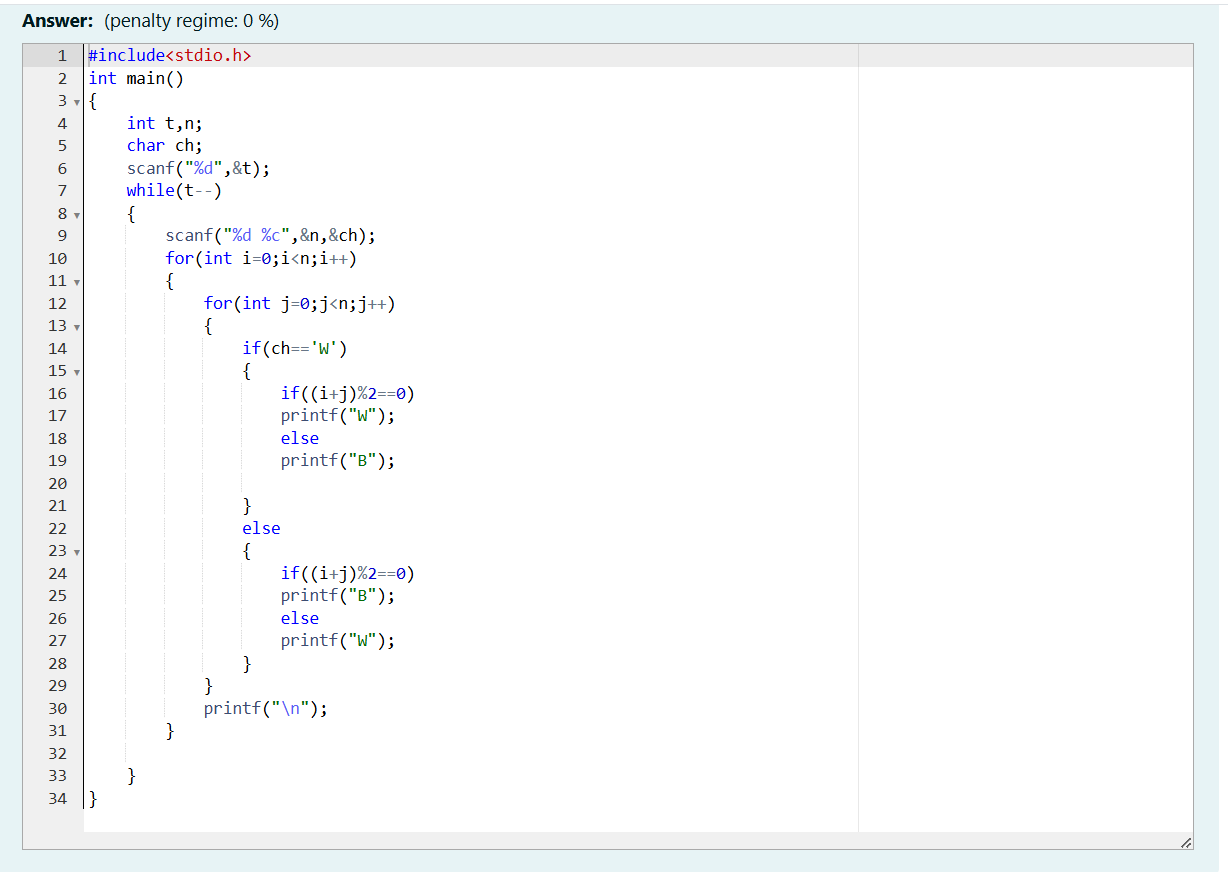 Answer: (penalty regime: 0 %)
1 #include<stdio.h>
2 int main()
3 {
4     int t,n;
5     char ch;
6     scanf("%d",&t);
7     while(t--)
8     {
9         scanf("%d %c",&n,&ch);
10         for(int i=0;i<n;i++)
11         {
12             for(int j=0;j<n;j++)
13             {
14                 if(ch=='W')
15                 {
16                     if((i+j)%2==0)
17                     printf("W");
18                     else
19                     printf("B");
20
21                 }
22                 else
23                 {
24                     if((i+j)%2==0)
25                     printf("B");
26                     else
27                     printf("W");
28                 }
29             }
30             printf("\n");
31         }
32
33     }
34 }